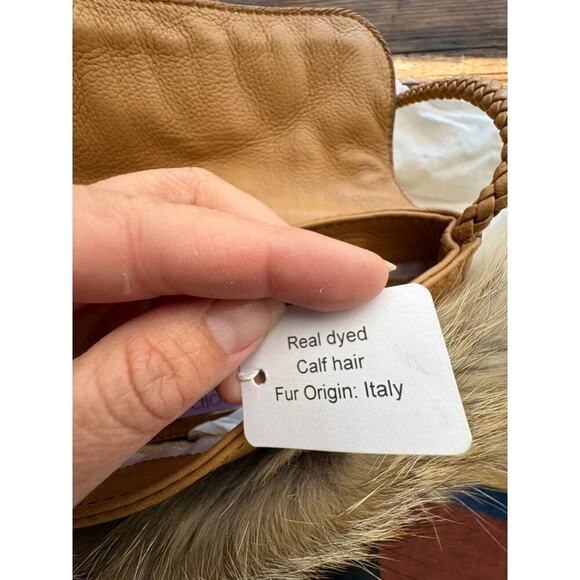 Real dyed
Calf hair
Fur Origin: Italy